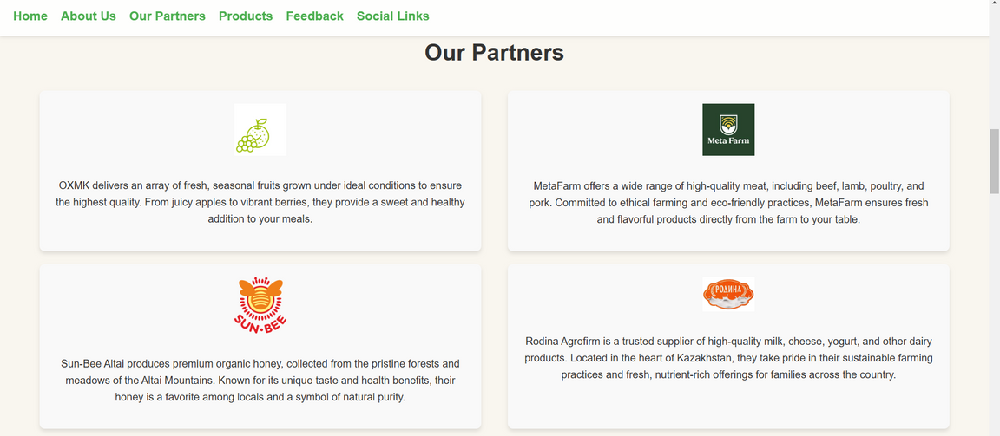 Home About Us Our Partners Products Feedback Social Links
Our Partners
OXMK delivers an array of fresh, seasonal fruits grown under ideal conditions to ensure
the highest quality. From juicy apples to vibrant berries, they provide a sweet and healthy
addition to your meals.
Meta Farm
MetaFarm offers a wide range of high-quality meat, including beef, lamb, poultry, and
pork. Committed to ethical farming and eco-friendly practices, MetaFarm ensures fresh
and flavorful products directly from the farm to your table.
SUN·BEE
Sun-Bee Altai produces premium organic honey, collected from the pristine forests and
meadows of the Altai Mountains. Known for its unique taste and health benefits, their
honey is a favorite among locals and a symbol of natural purity.
РОДИНА
Rodina Agrofirm is a trusted supplier of high-quality milk, cheese, yogurt, and other dairy
products. Located in the heart of Kazakhstan, they take pride in their sustainable farming
practices and fresh, nutrient-rich offerings for families across the country.